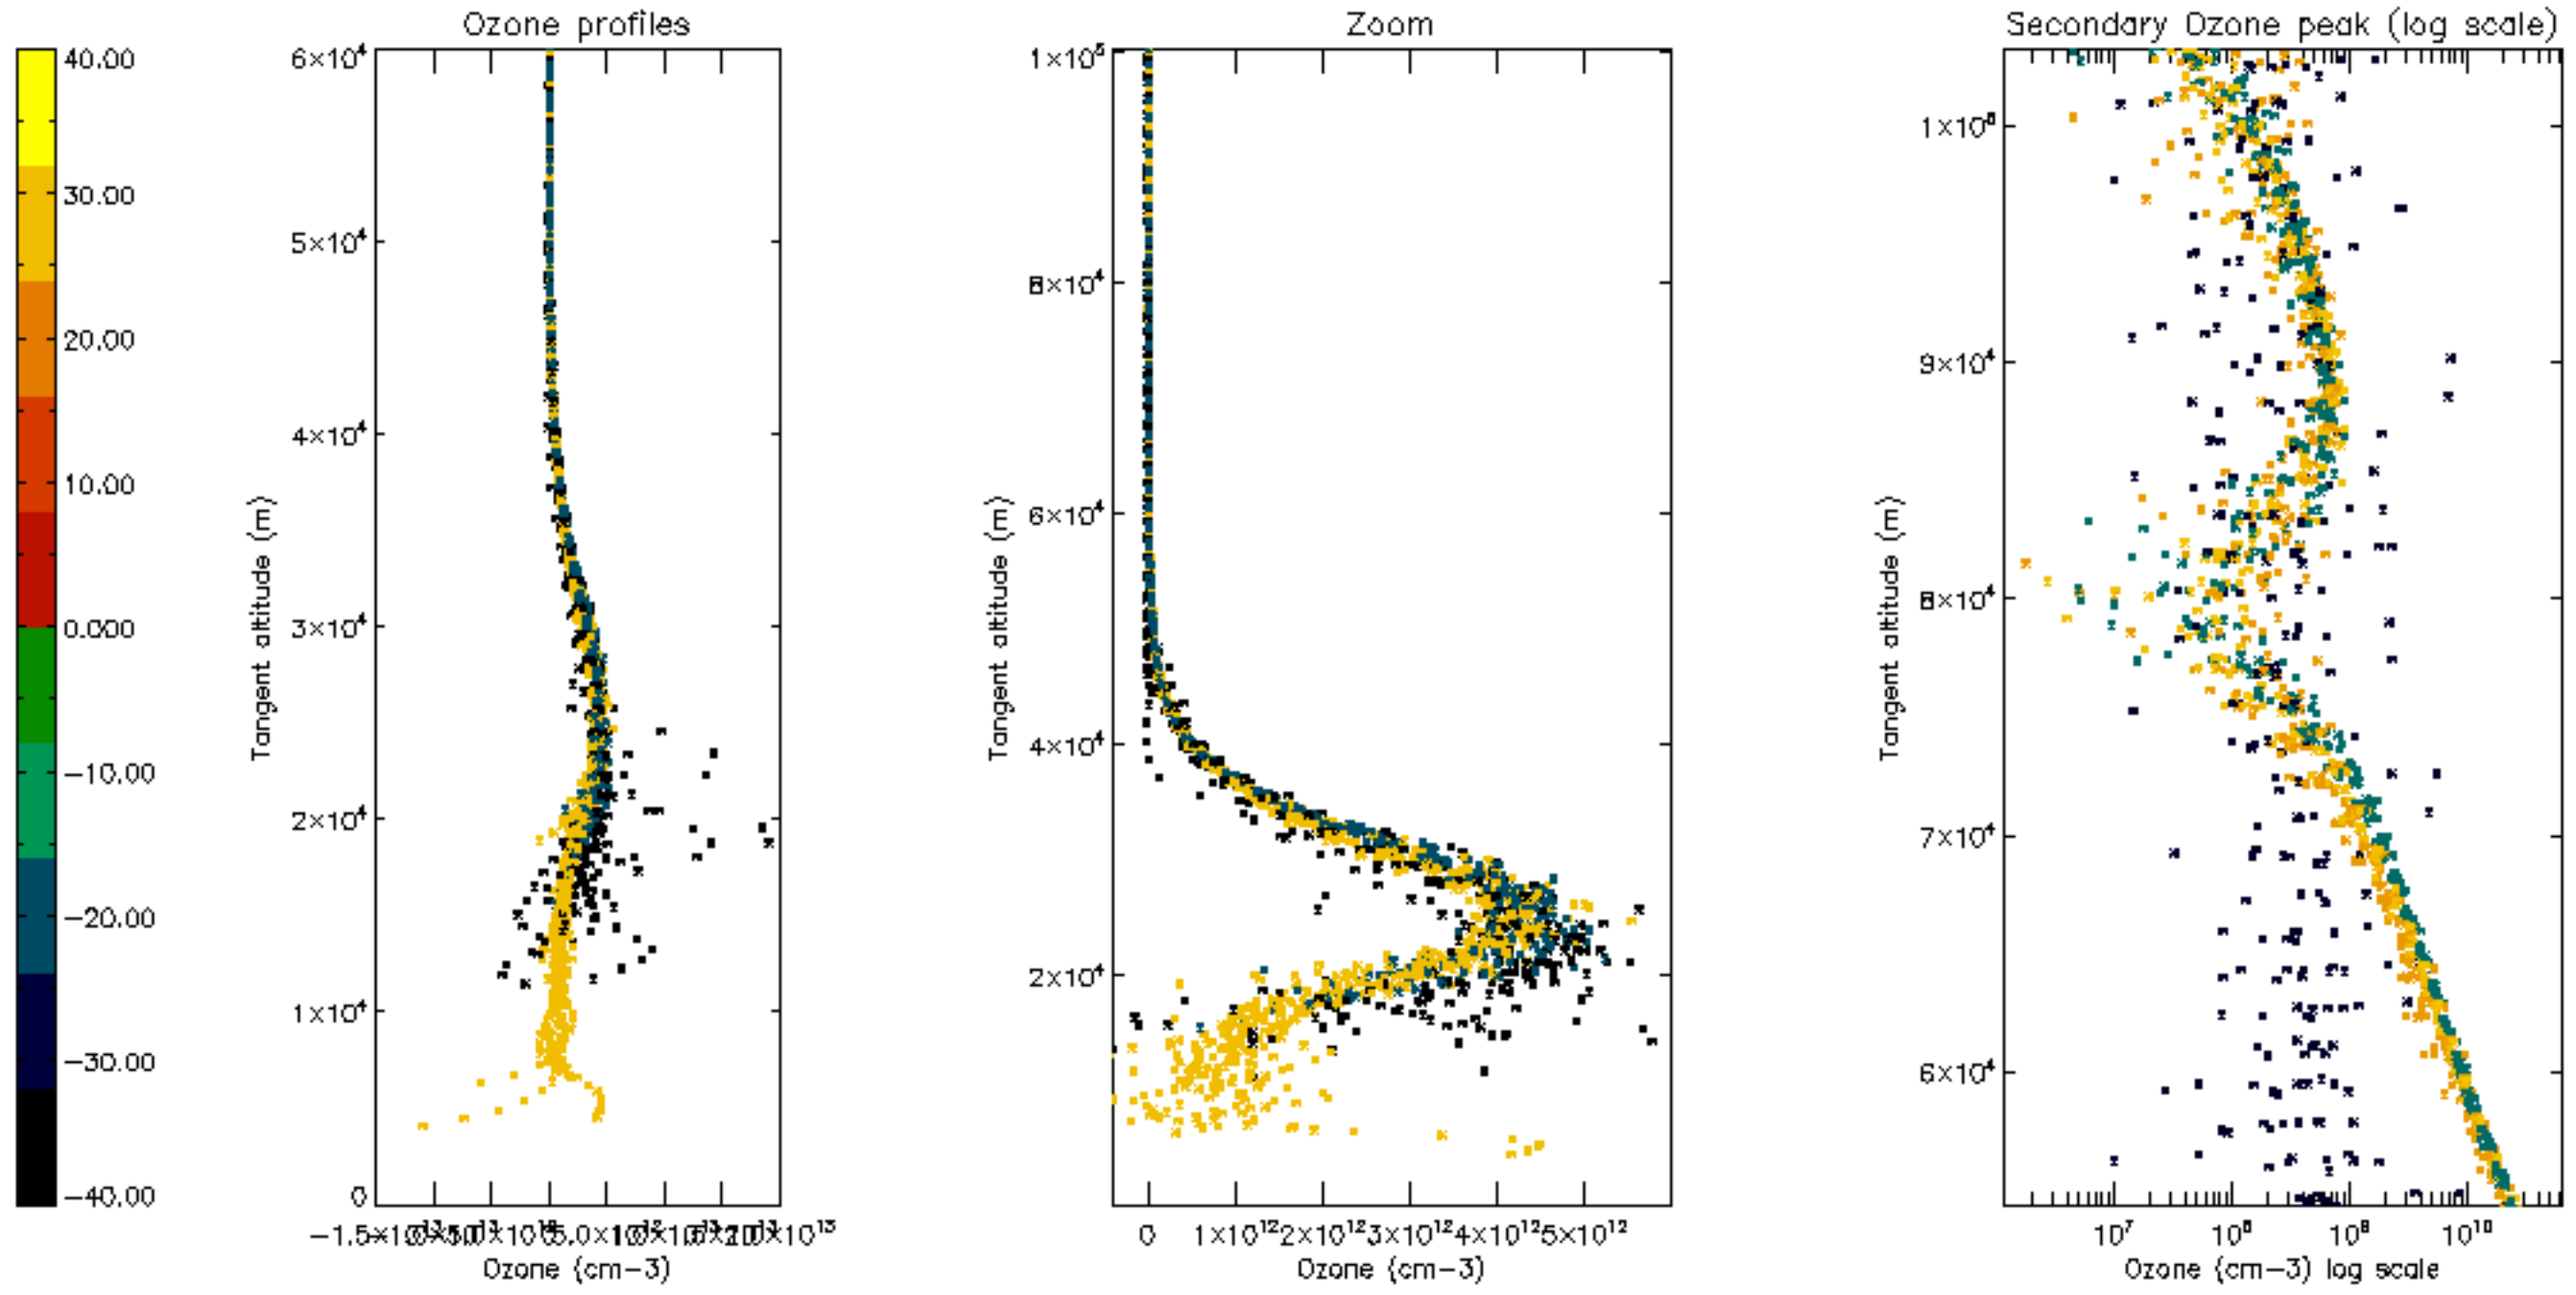 Ozone profiles
Zoom
Secondary Ozone peak (log scale)
40.00
30.00
20.00
10.00
0.000
−10.00
−20.00
−30.00
−40.00
Tangent altitude (m)
6×10⁴
5×10⁴
4×10⁴
3×10⁴
2×10⁴
1×10⁴
0
Ozone (cm−3)
Tangent altitude (m)
1×10⁵
8×10⁴
6×10⁴
4×10⁴
2×10⁴
0 1×10¹² 2×10¹² 3×10¹² 4×10¹² 5×10¹²
Ozone (cm−3)
Tangent altitude (m)
1×10⁵
9×10⁴
8×10⁴
7×10⁴
6×10⁴
10⁷ 10⁸ 10⁹ 10¹⁰
Ozone (cm−3) log scale